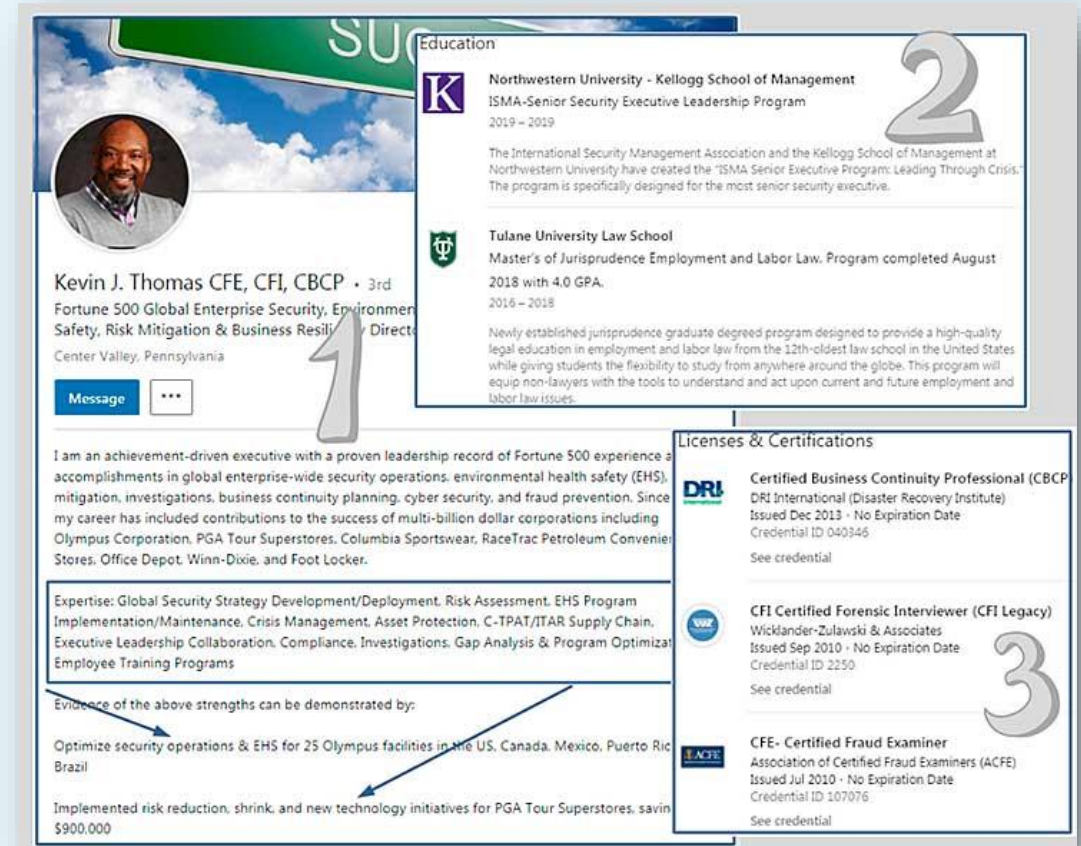 SUC
1
Kevin J. Thomas CFE, CFI, CBCP · 3rd
Fortune 500 Global Enterprise Security, Environmen
Safety, Risk Mitigation & Business Resil y Direct
Center Valley, Pennsylvania
Message
I am an achievement-driven executive with a proven leadership record of Fortune 500 experience a
accomplishments in global enterprise-wide security operations, environmental health safety (EHS),
mitigation, investigations, business continuity planning, cyber security, and fraud prevention. Since
my career has included contributions to the success of multi-billion dollar corporations including
Olympus Corporation, PGA Tour Superstores, Columbia Sportswear, RaceTrac Petroleum Convenie
Stores, Office Depot, Winn-Dixie, and Foot Locker.
Expertise: Global Security Strategy Development/Deployment, Risk Assessment, EHS Program
Implementation/Maintenance, Crisis Management, Asset Protection, C-TPAT/ITAR Supply Chain,
Executive Leadership Collaboration, Compliance, Investigations, Gap Analysis & Program Optimizat
Employee Training Programs
Evidence of the above strengths can be demonstrated by:
Optimize security operations & EHS for 25 Olympus facilities in the US, Canada, Mexico, Puerto Ric
Brazil
Implemented risk reduction, shrink, and new technology initiatives for PGA Tour Superstores, savin
$900,000
Education
2
K
Northwestern University - Kellogg School of Management
ISMA-Senior Security Executive Leadership Program
2019 – 2019
The International Security Management Association and the Kellogg School of Management at
Northwestern University have created the "ISMA Senior Executive Program: Leading Through Crisis."
The program is specifically designed for the most senior security executive.
Tulane University Law School
Master's of Jurisprudence Employment and Labor Law. Program completed August
2018 with 4.0 GPA.
2016 – 2018
Newly established jurisprudence graduate degreed program designed to provide a high-quality
legal education in employment and labor law from the 12th-oldest law school in the United States
while giving students the flexibility to study from anywhere around the globe. This program will
equip non-lawyers with the tools to understand and act upon current and future employment and
labor law issues.
Licenses & Certifications
3
DRI
Certified Business Continuity Professional (CBCP
DRI International (Disaster Recovery Institute)
Issued Dec 2013 · No Expiration Date
Credential ID 040346
See credential
CFI Certified Forensic Interviewer (CFI Legacy)
Wicklander-Zulawski & Associates
Issued Sep 2010 · No Expiration Date
Credential ID 2250
See credential
ACFE
CFE- Certified Fraud Examiner
Association of Certified Fraud Examiners (ACFE)
Issued Jul 2010 · No Expiration Date
Credential ID 107076
See credential